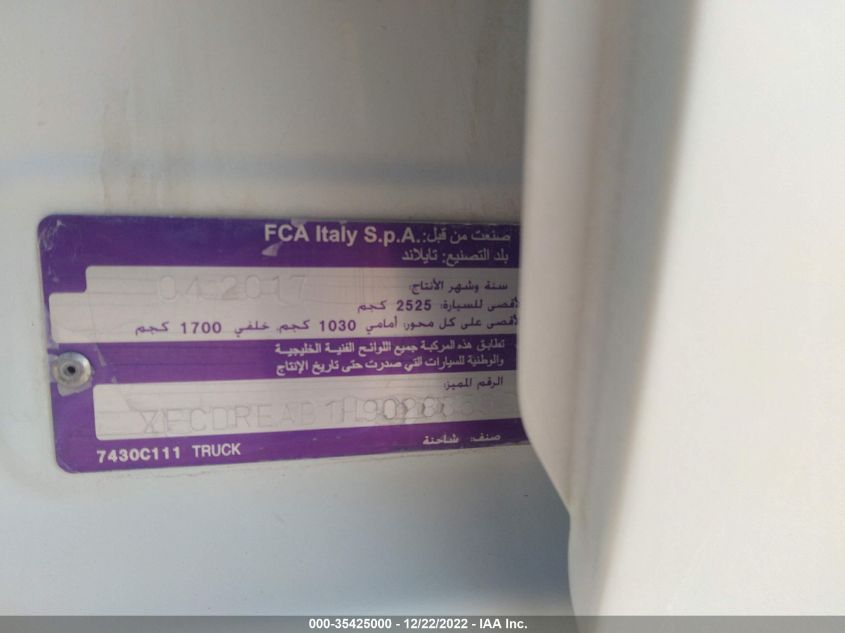 صنعت من قبل: FCA Italy S.p.A.
بلد التصنيع: تايلاند
سنة وشهر الأنتاج:
04 2017
لأقصى للسيارة: 2525 كجم
لأقصى على كل محور: أمامي 1030 كجم, خلفي 1700 كجم
تطابق هذه المركبة جميع اللوائح الفنية الخليجية
والوطنية للسيارات التي صدرت حتى تاريخ الإنتاج
الرقم المميز:
صنف: شاحنة
7430C111 TRUCK
000-35425000 - 12/22/2022 - IAA Inc.